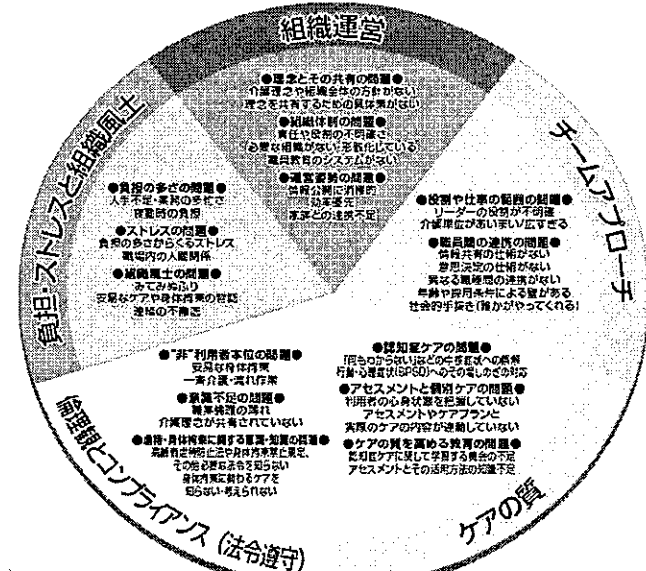 組織運営
●理念とその共有の問題●
介護理念や組織全体の方針がない
理念を共有するための具体策がない
●組織体制の問題●
責任や役割の不明確さ
必要な組織がない・形骸化している
職員教育のシステムがない
●運営姿勢の問題●
情報公開に消極的
効率優先
家族との連携不足
チームアプローチ
●役割や仕事の範囲の問題●
リーダーの役割が不明確
介護単位があいまい/広すぎる
●職員間の連携の問題●
情報共有の仕組がない
意思決定の仕組がない
異なる職種間の連携がない
年齢や採用条件による壁がある
社会的手抜き(誰かがやってくれる)
ケアの質
●認知症ケアの問題●
「何もわからない」などの中核症状への誤解
行動・心理症状(BPSD)へのその場しのぎの対応
●アセスメントと個別ケアの問題●
利用者の心身状態を把握していない
アセスメントやケアプランと
実際のケアの内容が連動していない
●ケアの質を高める教育の問題●
認知症ケアに関して学習する機会の不足
アセスメントとその活用方法の知識不足
倫理観とコンプライアンス(法令遵守)
●“非”利用者本位の問題●
安易な身体拘束
一斉介護・流れ作業
●意識不足の問題●
職業倫理の薄れ
介護理念が共有されていない
●虐待・身体拘束に関する意識・知識の問題●
高齢者虐待防止法や身体拘束禁止規定、
その他必要な法令を知らない
身体拘束に替わるケアを
知らない・考えられない
負担・ストレスと組織風土
●負担の多さの問題●
人手不足・業務の多忙さ
夜勤時の負担
●ストレスの問題●
負担の多さからくるストレス
職場内の人間関係
●組織風土の問題●
みてみぬふり
安易なケアや身体拘束の容認
連絡の不徹底